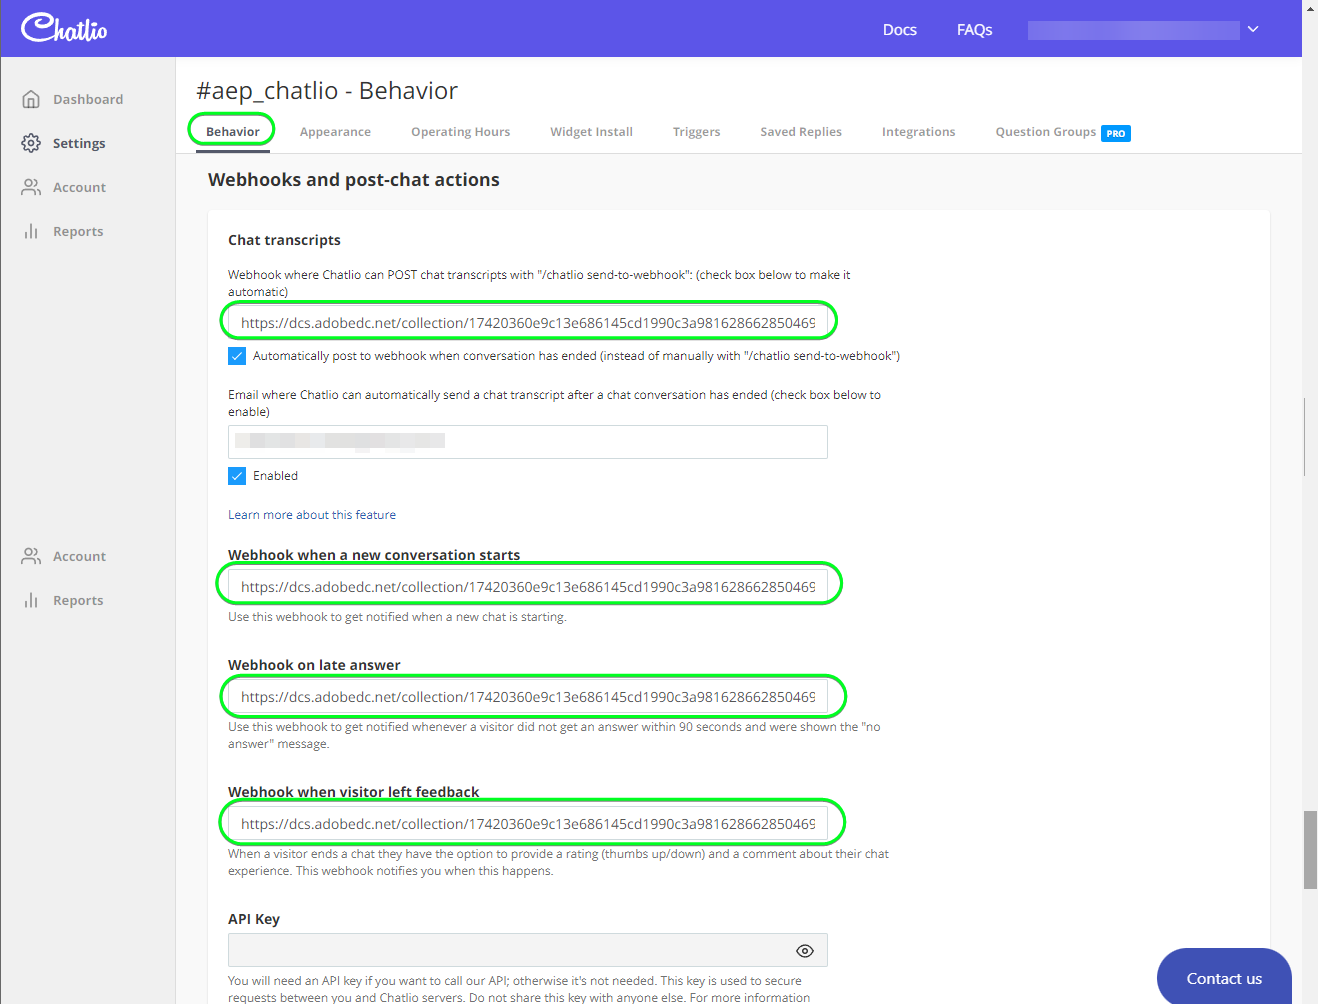 Chatlio
Docs
FAQs
Dashboard
Settings
Account
Reports
Account
Reports
#aep_chatlio - Behavior
Behavior
Appearance
Operating Hours
Widget Install
Triggers
Saved Replies
Integrations
Question Groups PRO
Webhooks and post-chat actions
Chat transcripts
Webhook where Chatlio can POST chat transcripts with "/chatlio send-to-webhook": (check box below to make it
automatic)
https://dcs.adobedc.net/collection/17420360e9c13e686145cd1990c3a981628662850469
Automatically post to webhook when conversation has ended (instead of manually with "/chatlio send-to-webhook")
Email where Chatlio can automatically send a chat transcript after a chat conversation has ended (check box below to
enable)
Enabled
Learn more about this feature
Webhook when a new conversation starts
https://dcs.adobedc.net/collection/17420360e9c13e686145cd1990c3a981628662850469
Use this webhook to get notified when a new chat is starting.
Webhook on late answer
https://dcs.adobedc.net/collection/17420360e9c13e686145cd1990c3a981628662850469
Use this webhook to get notified whenever a visitor did not get an answer within 90 seconds and were shown the "no
answer" message.
Webhook when visitor left feedback
https://dcs.adobedc.net/collection/17420360e9c13e686145cd1990c3a981628662850469
When a visitor ends a chat they have the option to provide a rating (thumbs up/down) and a comment about their chat
experience. This webhook notifies you when this happens.
API Key
You will need an API key if you want to call our API; otherwise it's not needed. This key is used to secure
requests between you and Chatlio servers. Do not share this key with anyone else. For more information
Contact us